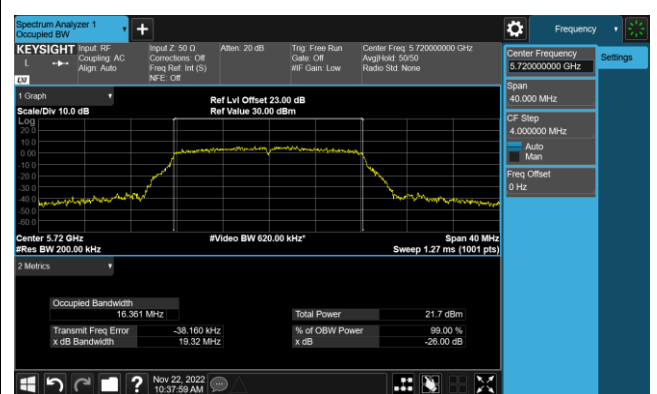 Spectrum Analyzer 1
Occupied BW
+
Frequency
KEYSIGHT
L
LXI
Input: RF
Coupling: AC
Align: Auto
Input Z: 50 Ω
Corrections: Off
Freq Ref: Int (S)
NFE: Off
Atten: 20 dB
Trig: Free Run
Gate: Off
#IF Gain: Low
Center Freq: 5.720000000 GHz
Avg|Hold: 50/50
Radio Std: None
Center Frequency
5.720000000 GHz
Settings
Span
40.000 MHz
CF Step
4.000000 MHz
Auto
Man
Freq Offset
0 Hz
1 Graph
Scale/Div 10.0 dB
Ref Lvl Offset 23.00 dB
Ref Value 30.00 dBm
Log
20.0
10.0
0.00
-10.0
-20.0
-30.0
-40.0
-50.0
-60.0
Center 5.72 GHz
#Res BW 200.00 kHz
#Video BW 620.00 kHz*
Span 40 MHz
Sweep 1.27 ms (1001 pts)
2 Metrics
Occupied Bandwidth
16.361 MHz
Total Power 21.7 dBm
Transmit Freq Error -38.160 kHz
% of OBW Power 99.00 %
x dB Bandwidth 19.32 MHz
x dB -26.00 dB
?
Nov 22, 2022
10:37:59 AM